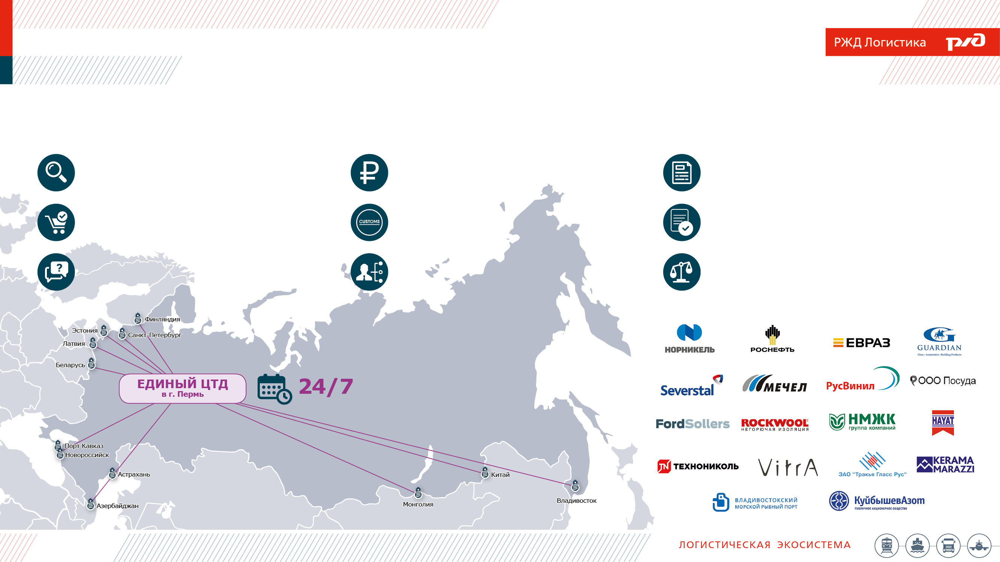 РЖД Логистика
CUSTOMS
?
Финляндия
Эстония
Санкт-Петербург
Латвия
Беларусь
ЕДИНЫЙ ЦТД
в г. Пермь
24/7
Порт Кавказ
Новороссийск
Астрахань
Азербайджан
Монголия
Китай
Владивосток
НОРНИКЕЛЬ
РОСНЕФТЬ
ЕВРАЗ
GUARDIAN
Glass • Automotive • Building Products
Severstal
МЕЧЕЛ
РусВинил
ООО Посуда
FordSollers
ROCKWOOL
НЕГОРЮЧАЯ ИЗОЛЯЦИЯ
НМЖК
группа компаний
HAYAT
TN ТЕХНОНИКОЛЬ
VitrA
ЗАО "Тракья Гласс Рус"
KERAMA
MARAZZI
ВЛАДИВОСТОКСКИЙ
МОРСКОЙ РЫБНЫЙ ПОРТ
КуйбышевАзот
ПУБЛИЧНОЕ АКЦИОНЕРНОЕ ОБЩЕСТВО
ЛОГИСТИЧЕСКАЯ ЭКОСИСТЕМА